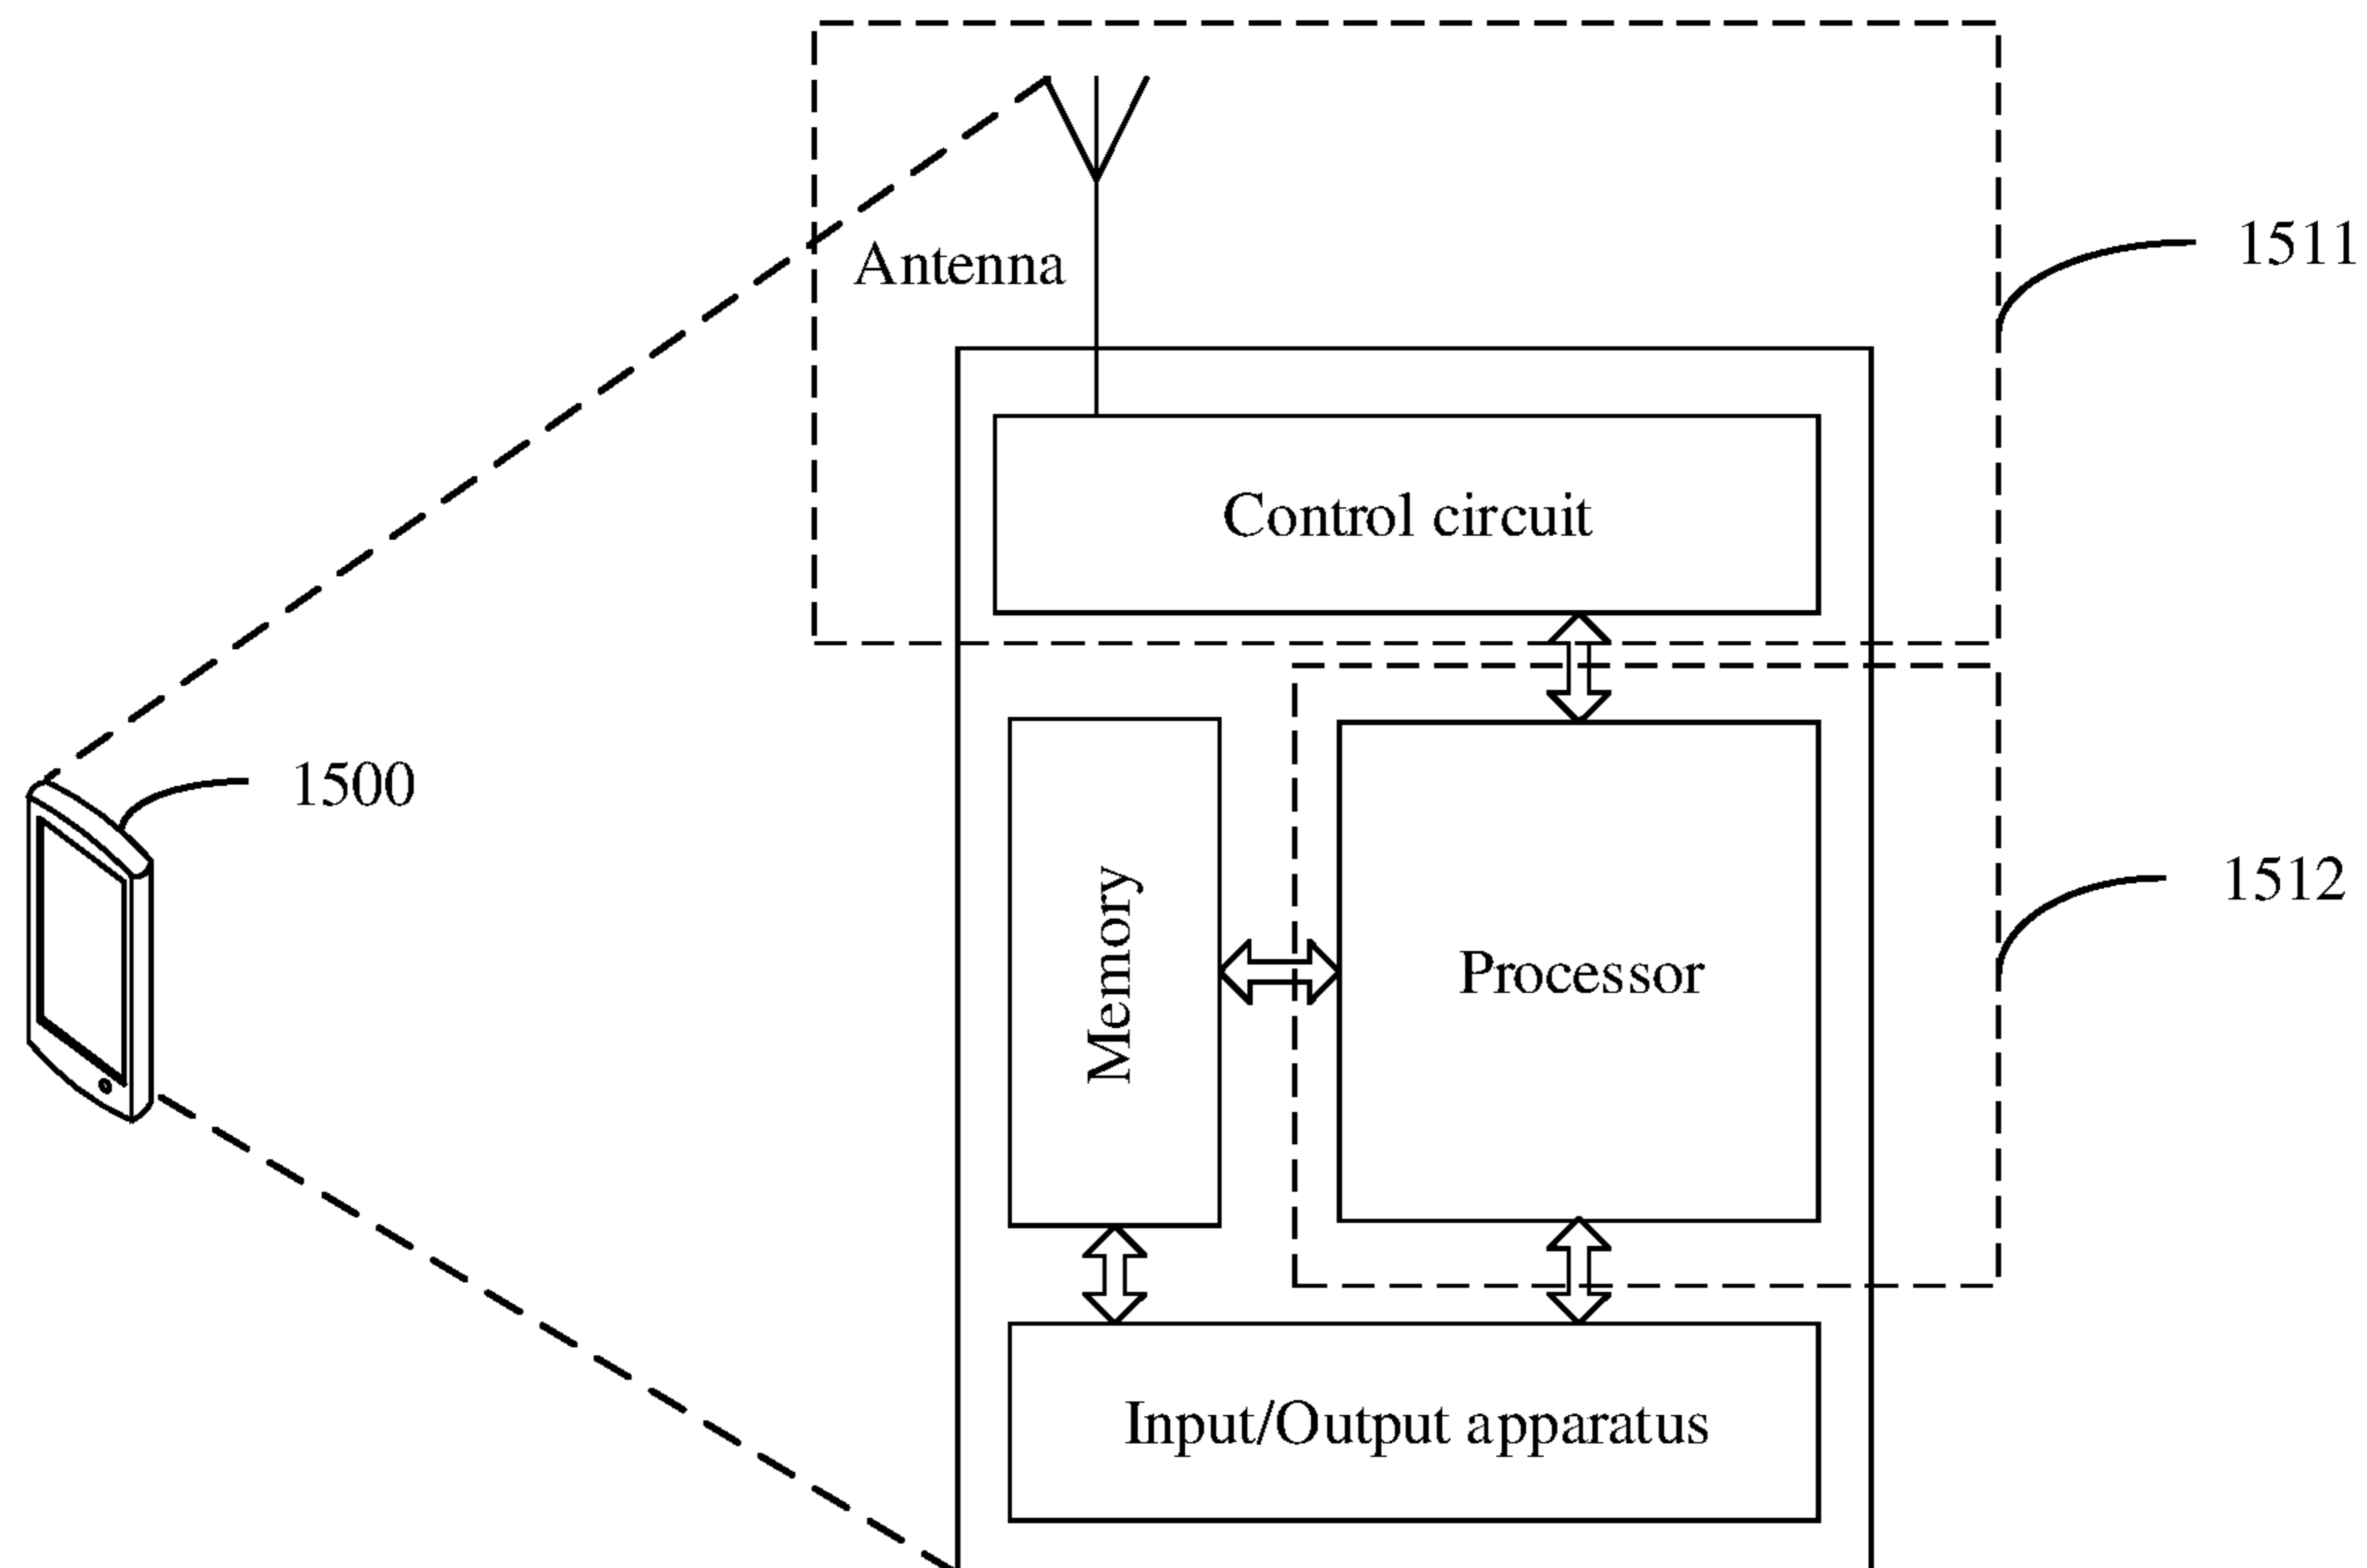 Antenna
1511
Control circuit
1500
Memory
Processor
1512
Input/Output apparatus